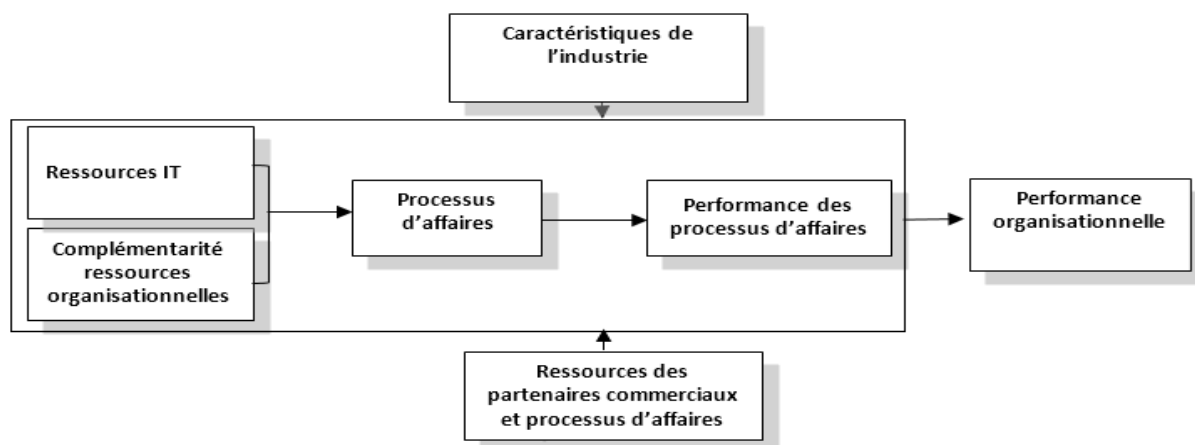 Caractéristiques de
l’industrie
Ressources IT
Complémentarité
ressources
organisationnelles
Processus
d’affaires
Performance des
processus d’affaires
Performance
organisationnelle
Ressources des
partenaires commerciaux
et processus d’affaires